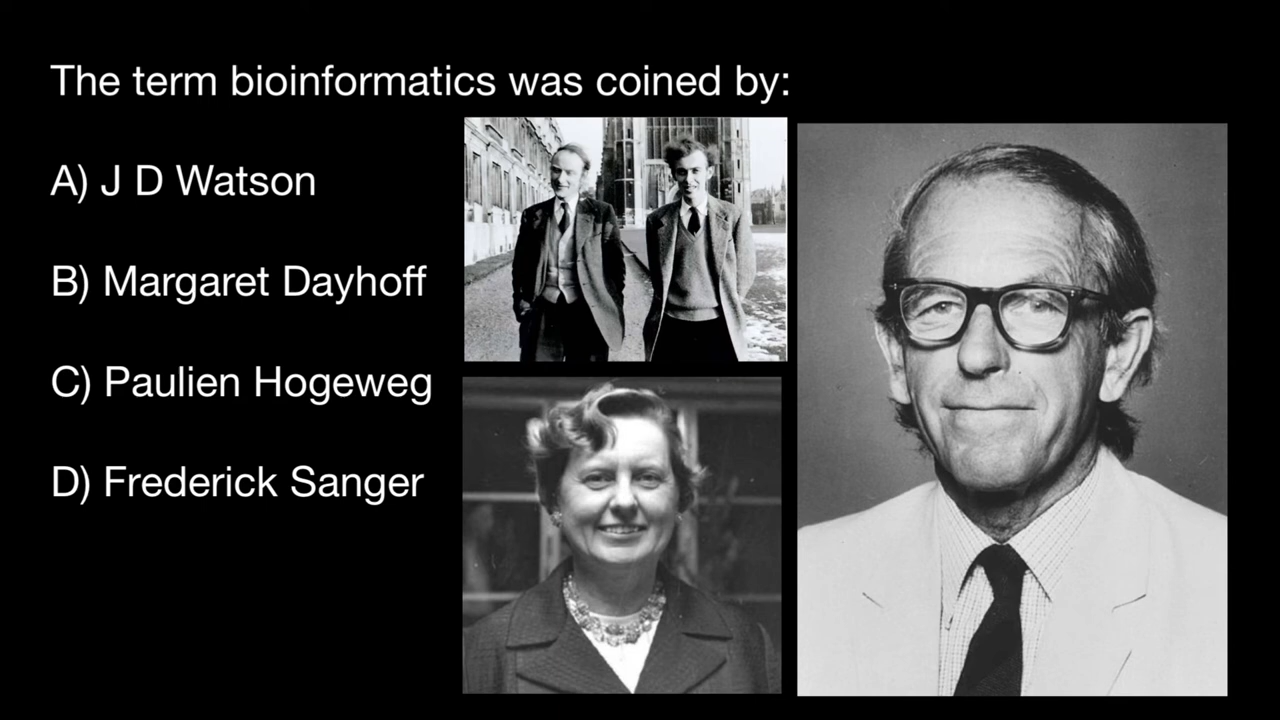 The term bioinformatics was coined by:
A) J D Watson
B) Margaret Dayhoff
C) Paulien Hogeweg
D) Frederick Sanger